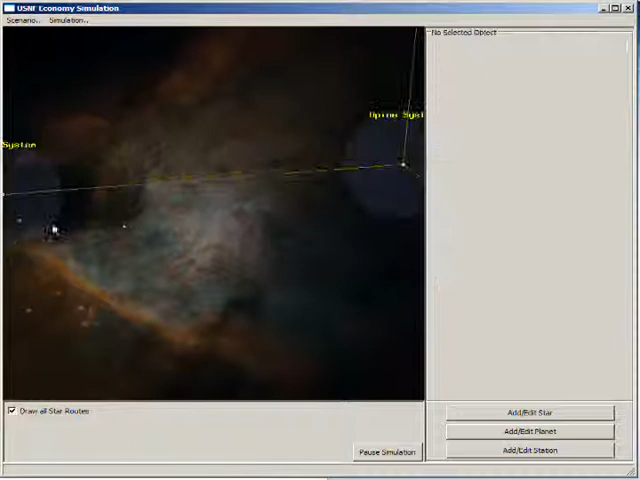 USNF Economy Simulation
Scenario.. Simulation..
No Selected Object
System
Draw all Star Routes
Pause Simulation
Add/Edit Star
Add/Edit Planet
Add/Edit Station